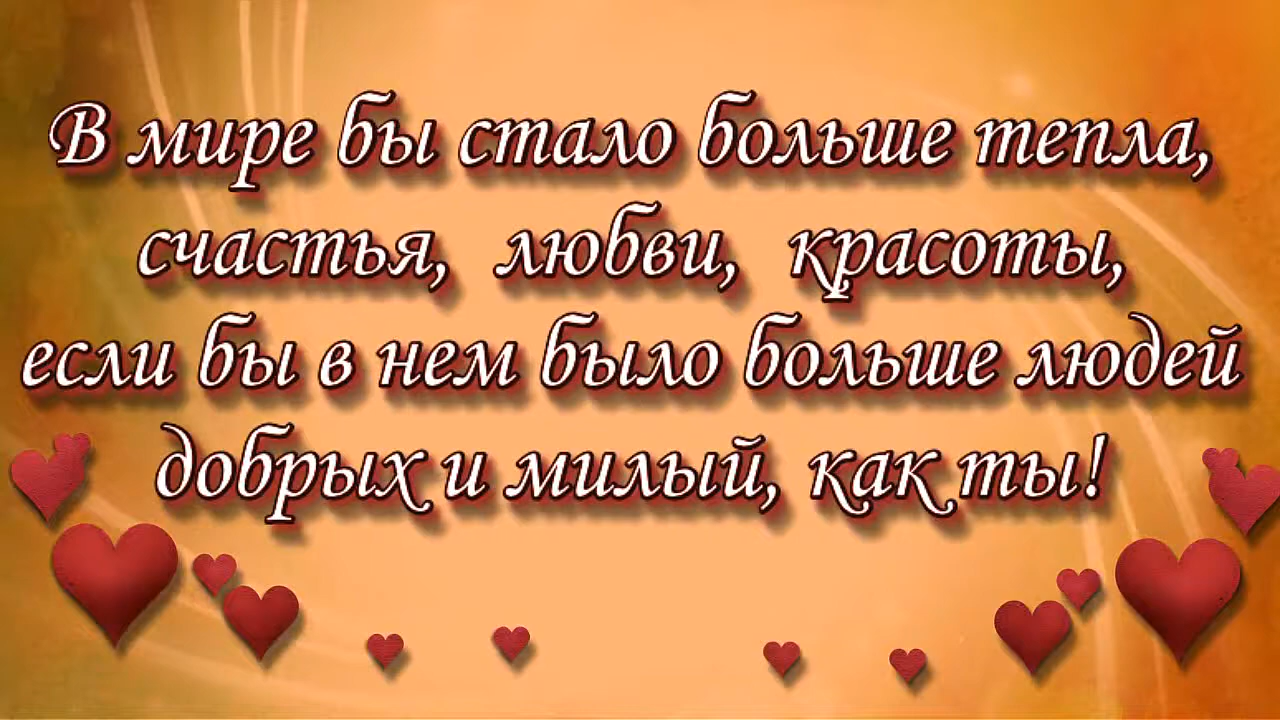 В мире бы стало больше тепла,
счастья, любви, красоты,
если бы в нем было больше людей
добрых и милый, как ты!